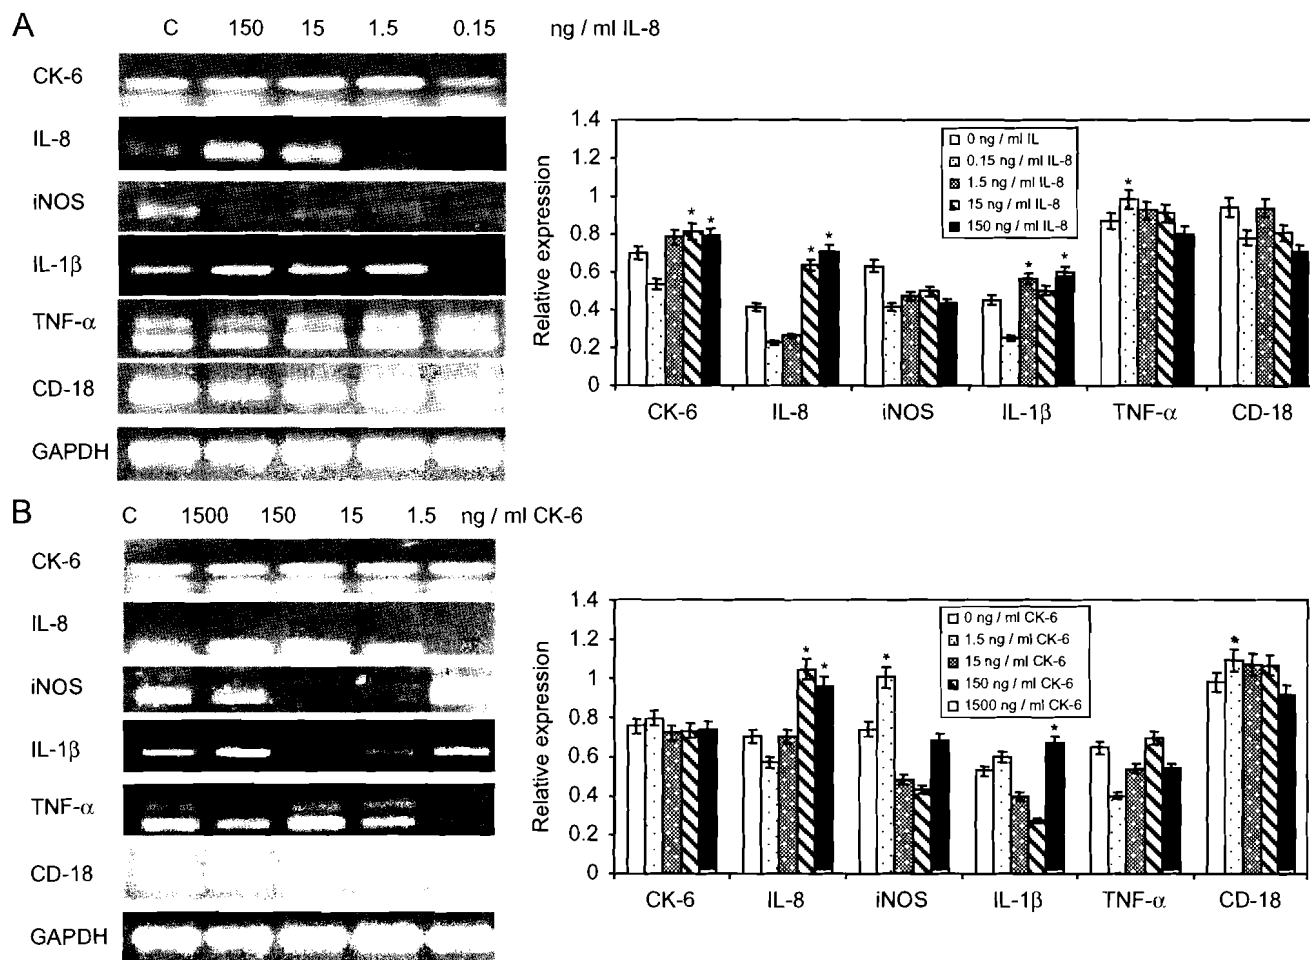 A
C 150 15 1.5 0.15 ng / ml IL-8
CK-6
IL-8
iNOS
IL-1β
TNF-α
CD-18
GAPDH
Relative expression
1.4
1.2
1
0.8
0.6
0.4
0.2
0
0 ng / ml IL
0.15 ng / ml IL-8
1.5 ng / ml IL-8
15 ng / ml IL-8
150 ng / ml IL-8
* * * * * * *
CK-6 IL-8 iNOS IL-1β TNF-α CD-18
B
C 1500 150 15 1.5 ng / ml CK-6
CK-6
IL-8
iNOS
IL-1β
TNF-α
CD-18
GAPDH
Relative expression
1.4
1.2
1
0.8
0.6
0.4
0.2
0
0 ng / ml CK-6
1.5 ng / ml CK-6
15 ng / ml CK-6
150 ng / ml CK-6
1500 ng / ml CK-6
* * * * *
CK-6 IL-8 iNOS IL-1β TNF-α CD-18